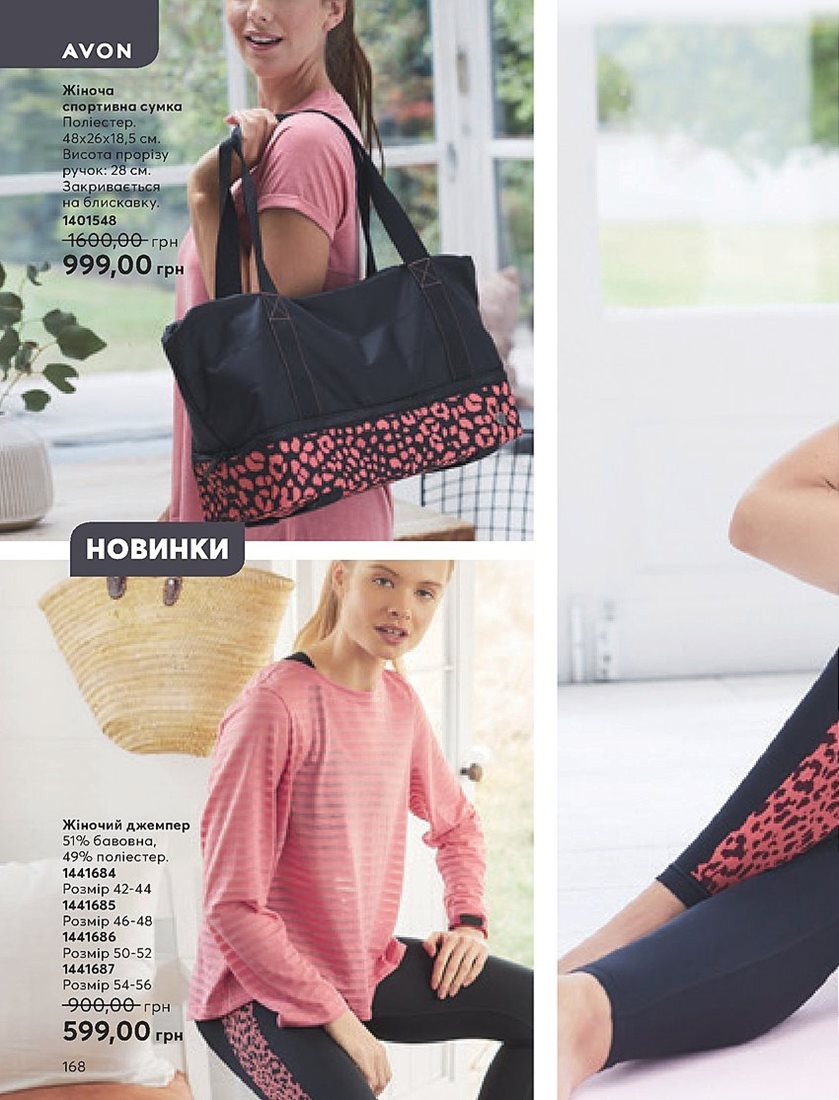 AVON
Жіноча
спортивна сумка
Поліестер.
48х26х18,5 см.
Висота прорізу
ручок: 28 см.
Закривається
на блискавку.
1401548
1600,00 грн
999,00 грн
НОВИНКИ
Жіночий джемпер
51% бавовна,
49% поліестер.
1441684
Розмір 42-44
1441685
Розмір 46-48
1441686
Розмір 50-52
1441687
Розмір 54-56
900,00 грн
599,00 грн
168